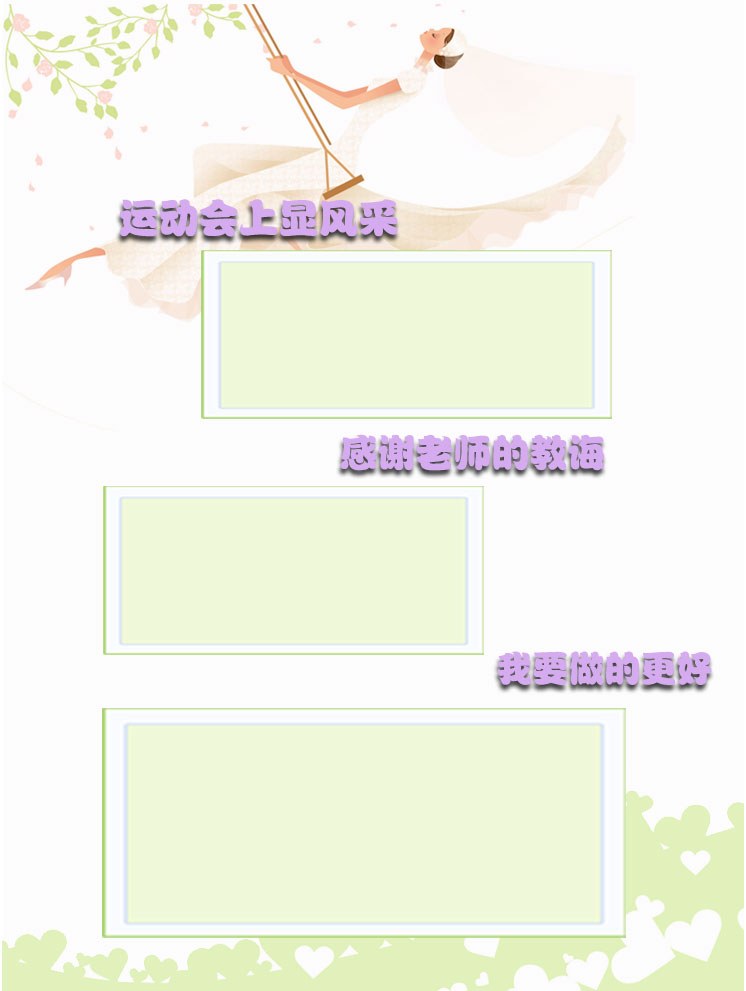 运动会上显风采
感谢老师的教诲
我要做的更好